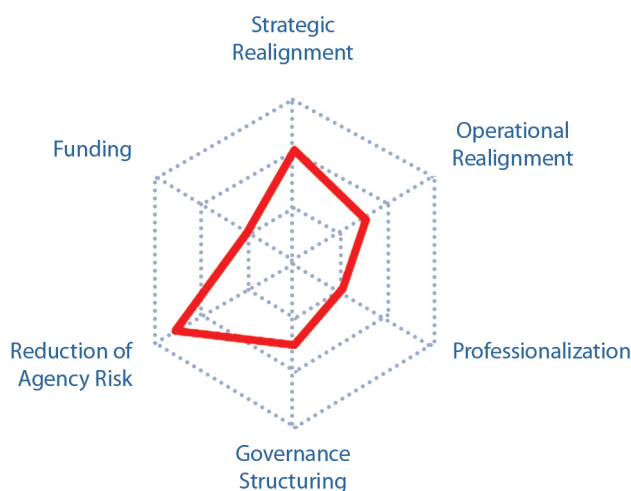 Strategic
Realignment
Operational
Realignment
Funding
Reduction of
Agency Risk
Professionalization
Governance
Structuring